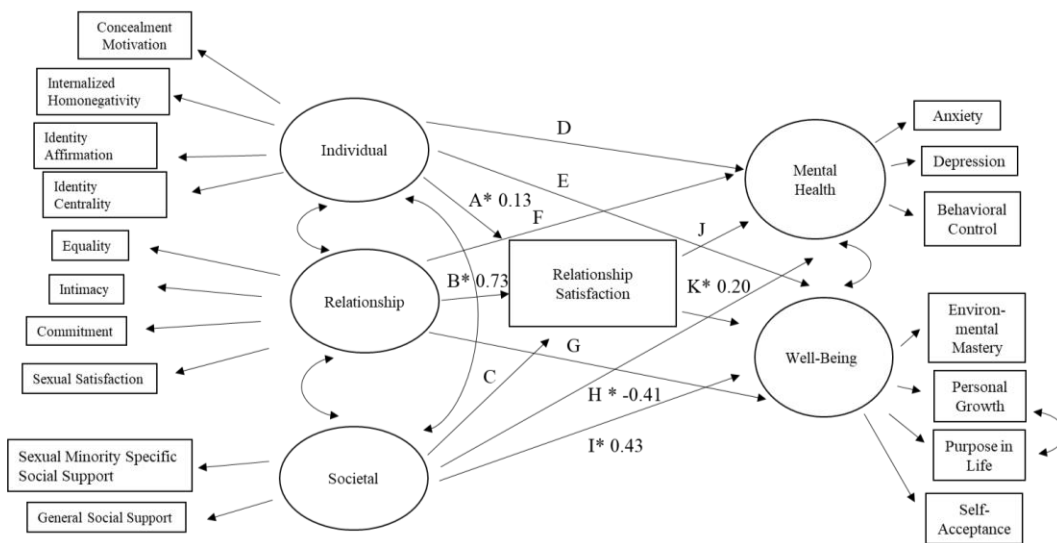 Concealment
Motivation
Internalized
Homonegativity
Identity
Affirmation
Identity
Centrality
Equality
Intimacy
Commitment
Sexual Satisfaction
Sexual Minority Specific
Social Support
General Social Support
Individual
Relationship
Societal
D
E
A* 0.13
F
B* 0.73
C
Relationship
Satisfaction
J
K* 0.20
G
H * -0.41
I* 0.43
Mental
Health
Well-Being
Anxiety
Depression
Behavioral
Control
Environ-
mental
Mastery
Personal
Growth
Purpose in
Life
Self-
Acceptance